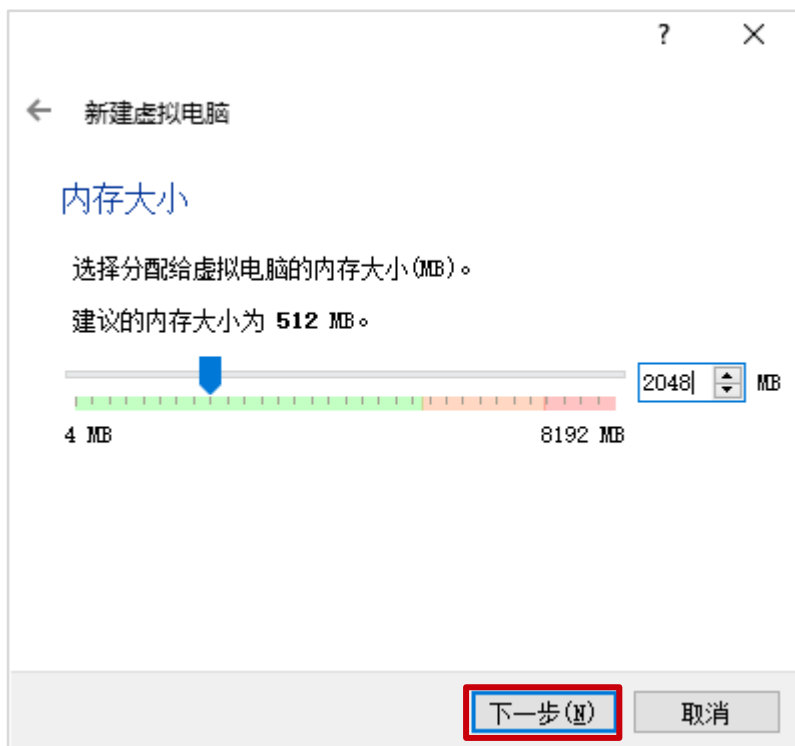 ?
新建虚拟电脑
内存大小
选择分配给虚拟电脑的内存大小(MB)。
建议的内存大小为 512 MB。
2048 MB
4 MB 8192 MB
下一步(N) 取消